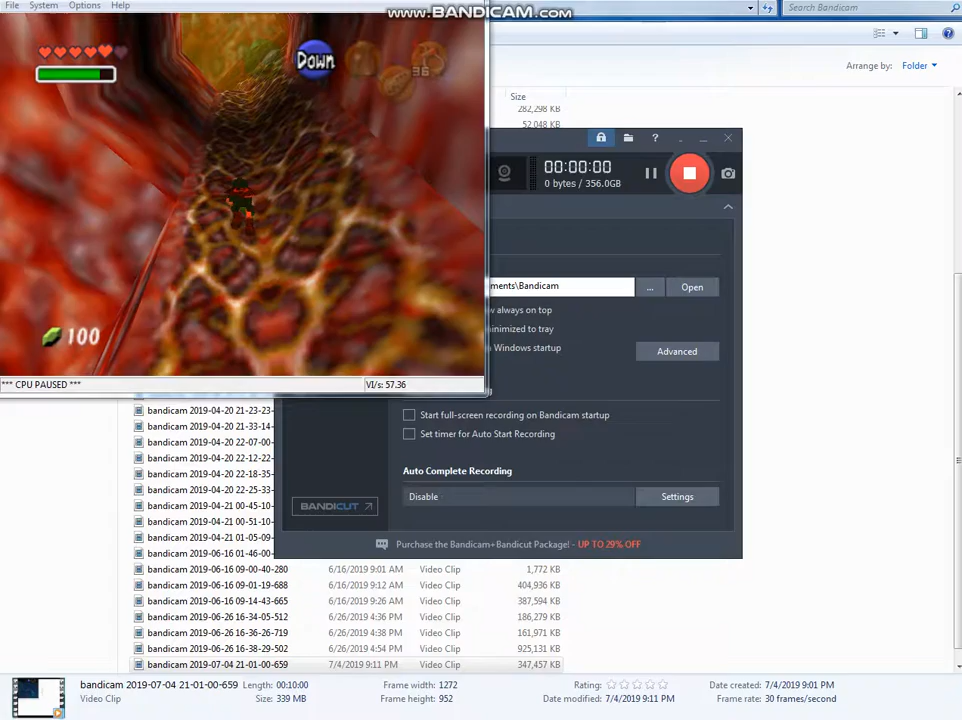 www.BANDICAM.com
File System Options Help
Search Bandicam
Down
36
Arrange by: Folder
Size
282,298 KB
52,048 KB
00:00:00
0 bytes / 356.0GB
ments\Bandicam
...
Open
w always on top
minimized to tray
Windows startup
Advanced
100
*** CPU PAUSED ***
VI/s: 57.36
bandicam 2019-04-20 21-23-23-
bandicam 2019-04-20 21-33-14-
bandicam 2019-04-20 22-07-00-
bandicam 2019-04-20 22-12-22-
bandicam 2019-04-20 22-18-35-
bandicam 2019-04-20 22-25-33-
bandicam 2019-04-21 00-45-10-
bandicam 2019-04-21 00-51-10-
bandicam 2019-04-21 01-05-09-
bandicam 2019-06-16 01-46-00-
Start full-screen recording on Bandicam startup
Set timer for Auto Start Recording
Auto Complete Recording
Disable
Settings
BANDICUT
Purchase the Bandicam+Bandicut Package! - UP TO 29% OFF
bandicam 2019-06-16 09-00-40-280 6/16/2019 9:01 AM Video Clip 1,772 KB
bandicam 2019-06-16 09-01-19-688 6/16/2019 9:12 AM Video Clip 404,936 KB
bandicam 2019-06-16 09-14-43-665 6/16/2019 9:26 AM Video Clip 387,594 KB
bandicam 2019-06-26 16-34-05-512 6/26/2019 4:36 PM Video Clip 186,279 KB
bandicam 2019-06-26 16-36-26-719 6/26/2019 4:38 PM Video Clip 161,971 KB
bandicam 2019-06-26 16-38-29-502 6/26/2019 4:54 PM Video Clip 925,131 KB
bandicam 2019-07-04 21-01-00-659 7/4/2019 9:11 PM Video Clip 347,457 KB
bandicam 2019-07-04 21-01-00-659 Length: 00:10:00 Frame width: 1272 Rating: Date created: 7/4/2019 9:01 PM
Video Clip Size: 339 MB Frame height: 952 Date modified: 7/4/2019 9:11 PM Frame rate: 30 frames/second